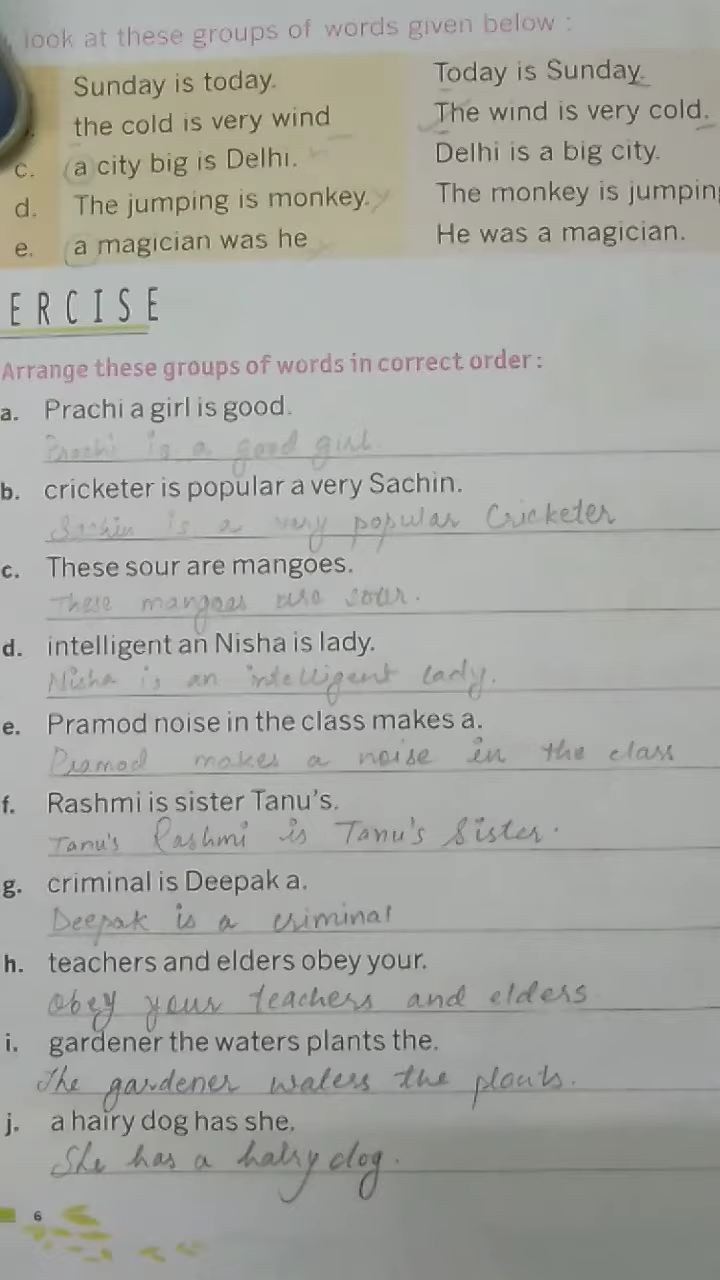 look at these groups of words given below :
Sunday is today. Today is Sunday.
the cold is very wind The wind is very cold.
c. a city big is Delhi. Delhi is a big city.
d. The jumping is monkey. The monkey is jumping
e. a magician was he He was a magician.
ERCISE
Arrange these groups of words in correct order :
a. Prachi a girl is good.
Prachi is a good girl.
b. cricketer is popular a very Sachin.
Sachin is a very popular Cricketer
c. These sour are mangoes.
These mangoes are sour.
d. intelligent an Nisha is lady.
Nisha is an intelligent lady.
e. Pramod noise in the class makes a.
Pramod makes a noise in the class
f. Rashmi is sister Tanu's.
Tanu's Rashmi is Tanu's Sister.
g. criminal is Deepak a.
Deepak is a criminal
h. teachers and elders obey your.
Obey your teachers and elders
i. gardener the waters plants the.
The gardener waters the plants.
j. a hairy dog has she.
She has a hairy dog.
6